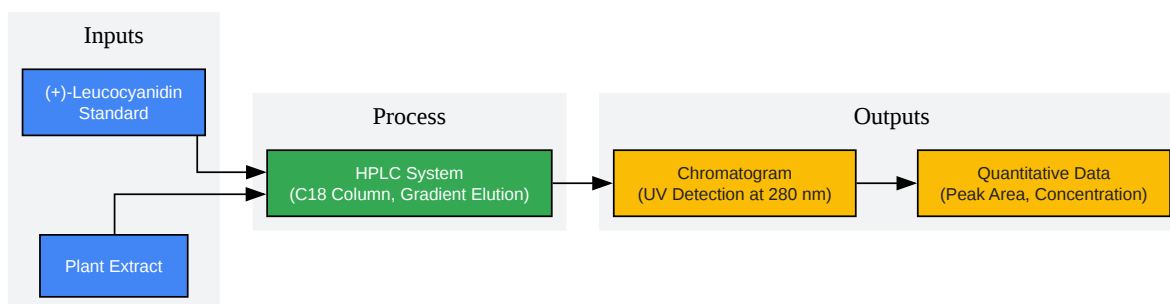 Inputs
(+)-Leucocyanidin
Standard
Plant Extract
Process
HPLC System
(C18 Column, Gradient Elution)
Outputs
Chromatogram
(UV Detection at 280 nm)
Quantitative Data
(Peak Area, Concentration)